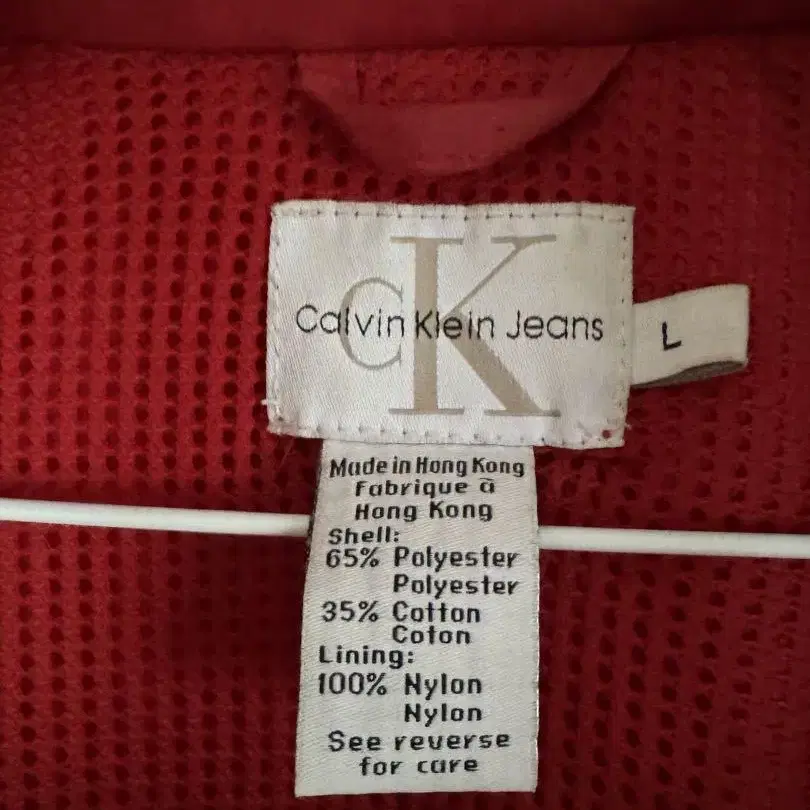 CK
Calvin Klein Jeans
L
Made in Hong Kong
Fabrique à
Hong Kong
Shell:
65% Polyester
Polyester
35% Cotton
Coton
Lining:
100% Nylon
Nylon
See reverse
for care